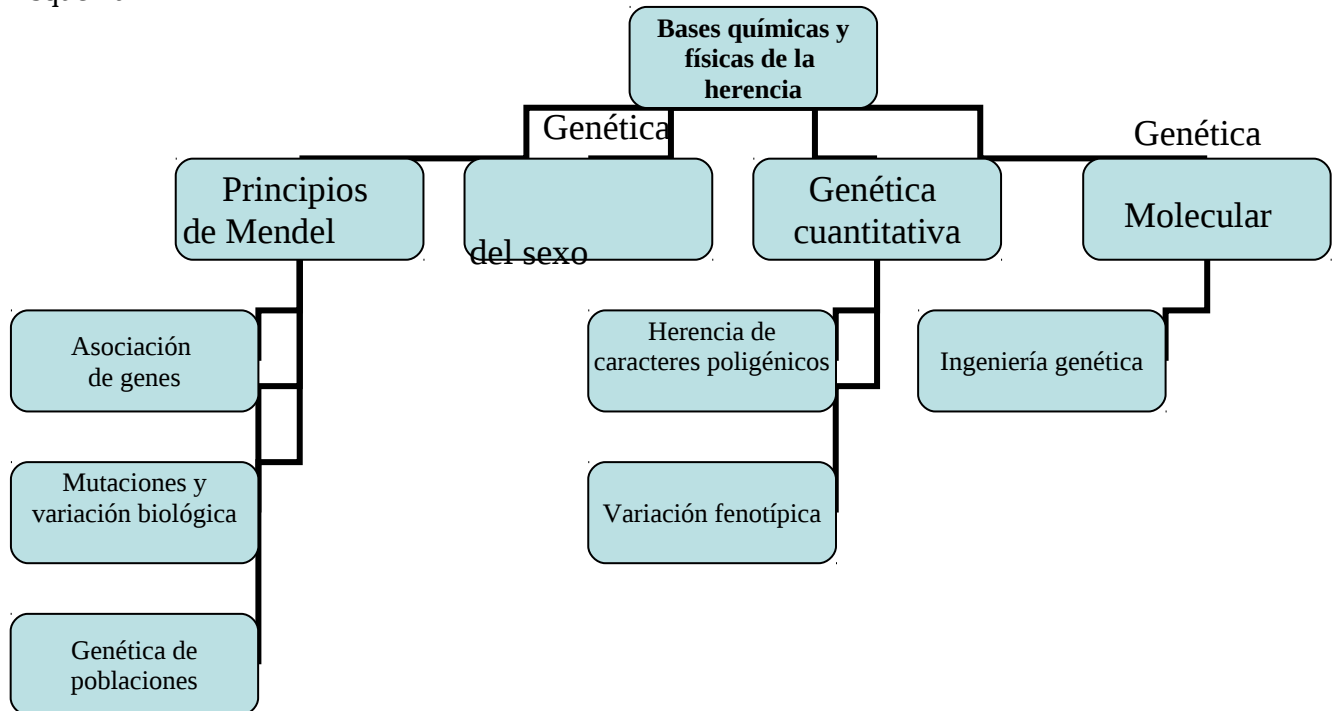 Bases químicas y
físicas de la
herencia
Genética
Genética
Principios
de Mendel
del sexo
Genética
cuantitativa
Molecular
Asociación
de genes
Herencia de
caracteres poligénicos
Ingeniería genética
Mutaciones y
variación biológica
Variación fenotípica
Genética de
poblaciones